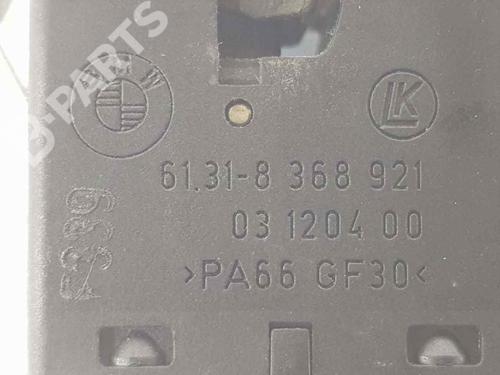 B-PARTS
BMW
LK
61.31-8 368 921
03 1204 00
>PA66 GF30<